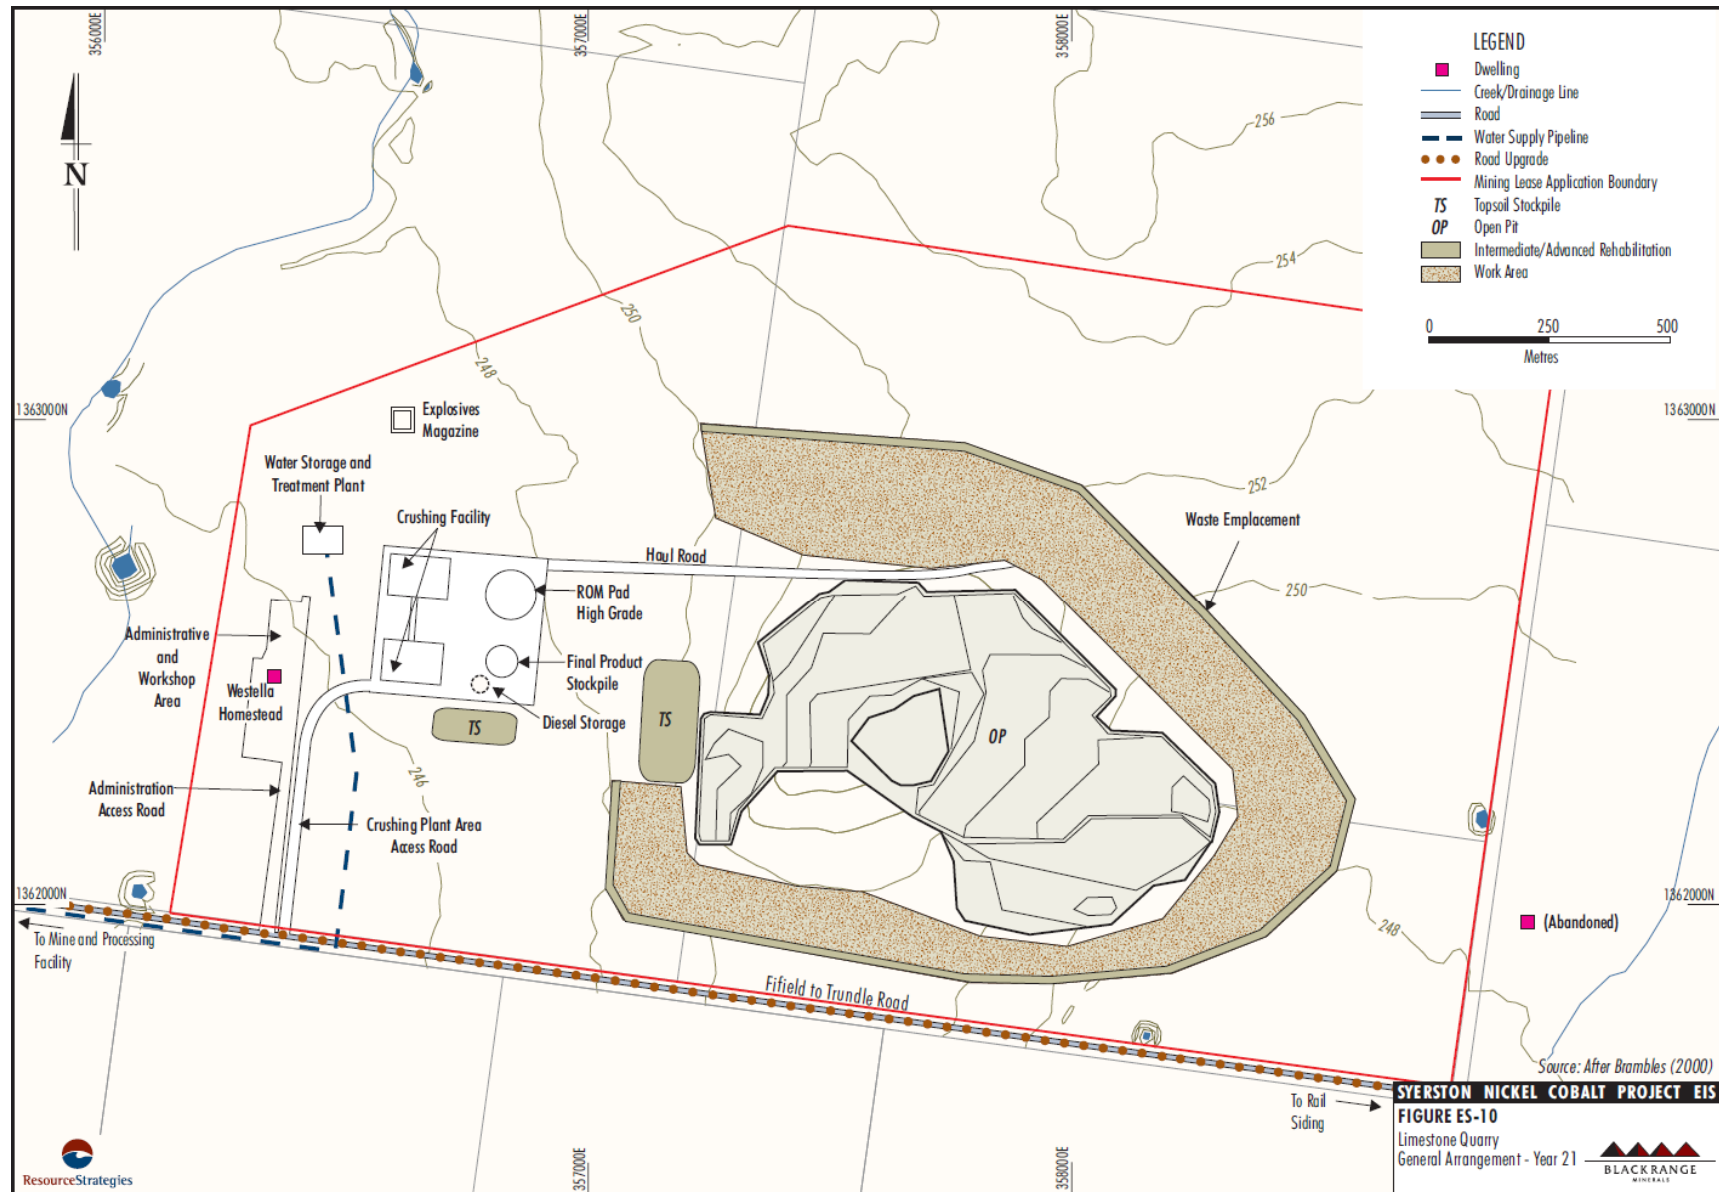 356000E
357000E
358000E
LEGEND
Dwelling
Creek/Drainage Line
Road
Water Supply Pipeline
Road Upgrade
Mining Lease Application Boundary
TS Topsoil Stockpile
OP Open Pit
Intermediate/Advanced Rehabilitation
Work Area
0 250 500
Metres
N
256
254
250
248
1363000N
1363000N
Explosives
Magazine
Water Storage and
Treatment Plant
252
Crushing Facility
Waste Emplacement
Haul Road
ROM Pad
High Grade
250
Administrative
and
Workshop
Area
Final Product
Stockpile
Westella
Homestead
Diesel Storage
TS
TS
OP
246
Administration
Access Road
Crushing Plant Area
Access Road
1362000N
1362000N
(Abandoned)
248
To Mine and Processing
Facility
Fifield to Trundle Road
Source: After Brambles (2000)
To Rail
Siding
SYERSTON NICKEL COBALT PROJECT EIS
FIGURE ES-10
Limestone Quarry
General Arrangement - Year 21
BLACK RANGE
MINERALS
357000E
358000E
ResourceStrategies